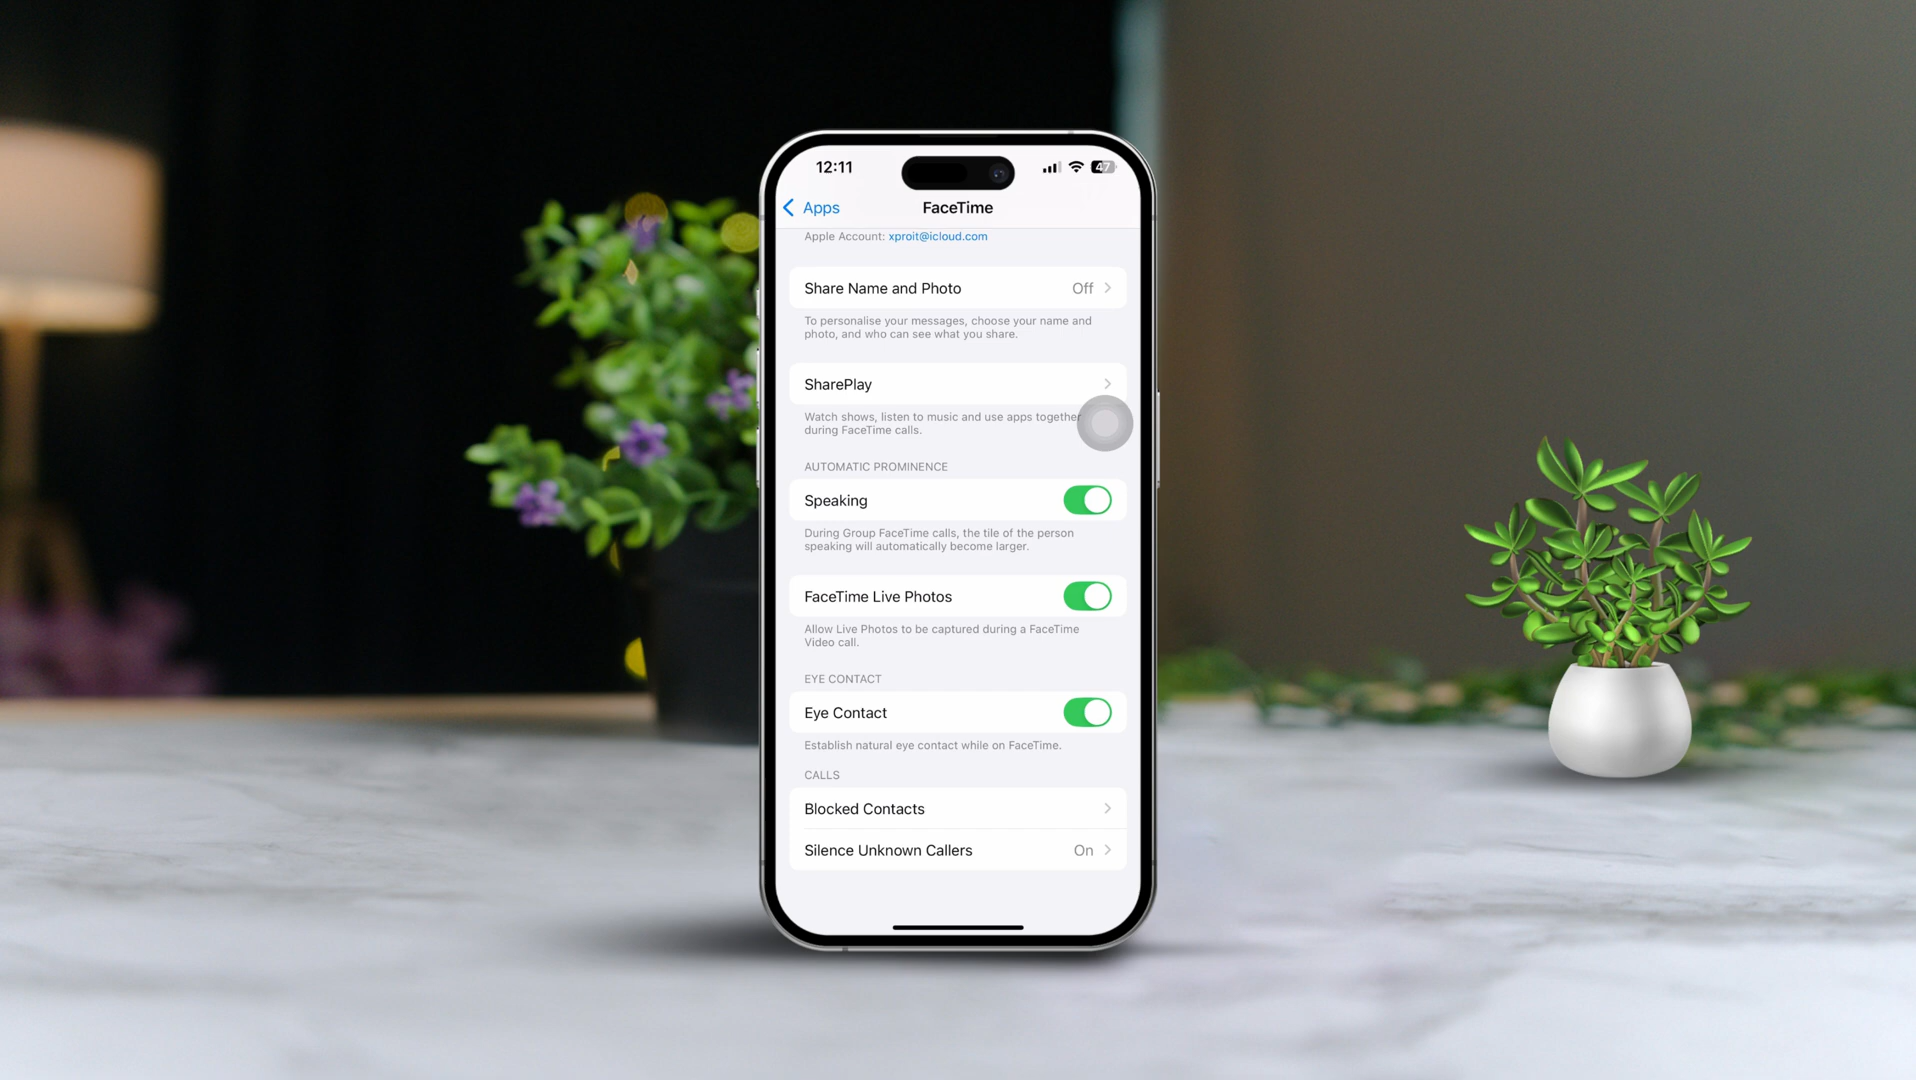 12:11
47
Apps
FaceTime
Apple Account: xproit@icloud.com
Share Name and Photo Off
To personalise your messages, choose your name and
photo, and who can see what you share.
SharePlay
Watch shows, listen to music and use apps together
during FaceTime calls.
AUTOMATIC PROMINENCE
Speaking
During Group FaceTime calls, the tile of the person
speaking will automatically become larger.
FaceTime Live Photos
Allow Live Photos to be captured during a FaceTime
Video call.
EYE CONTACT
Eye Contact
Establish natural eye contact while on FaceTime.
CALLS
Blocked Contacts
Silence Unknown Callers On